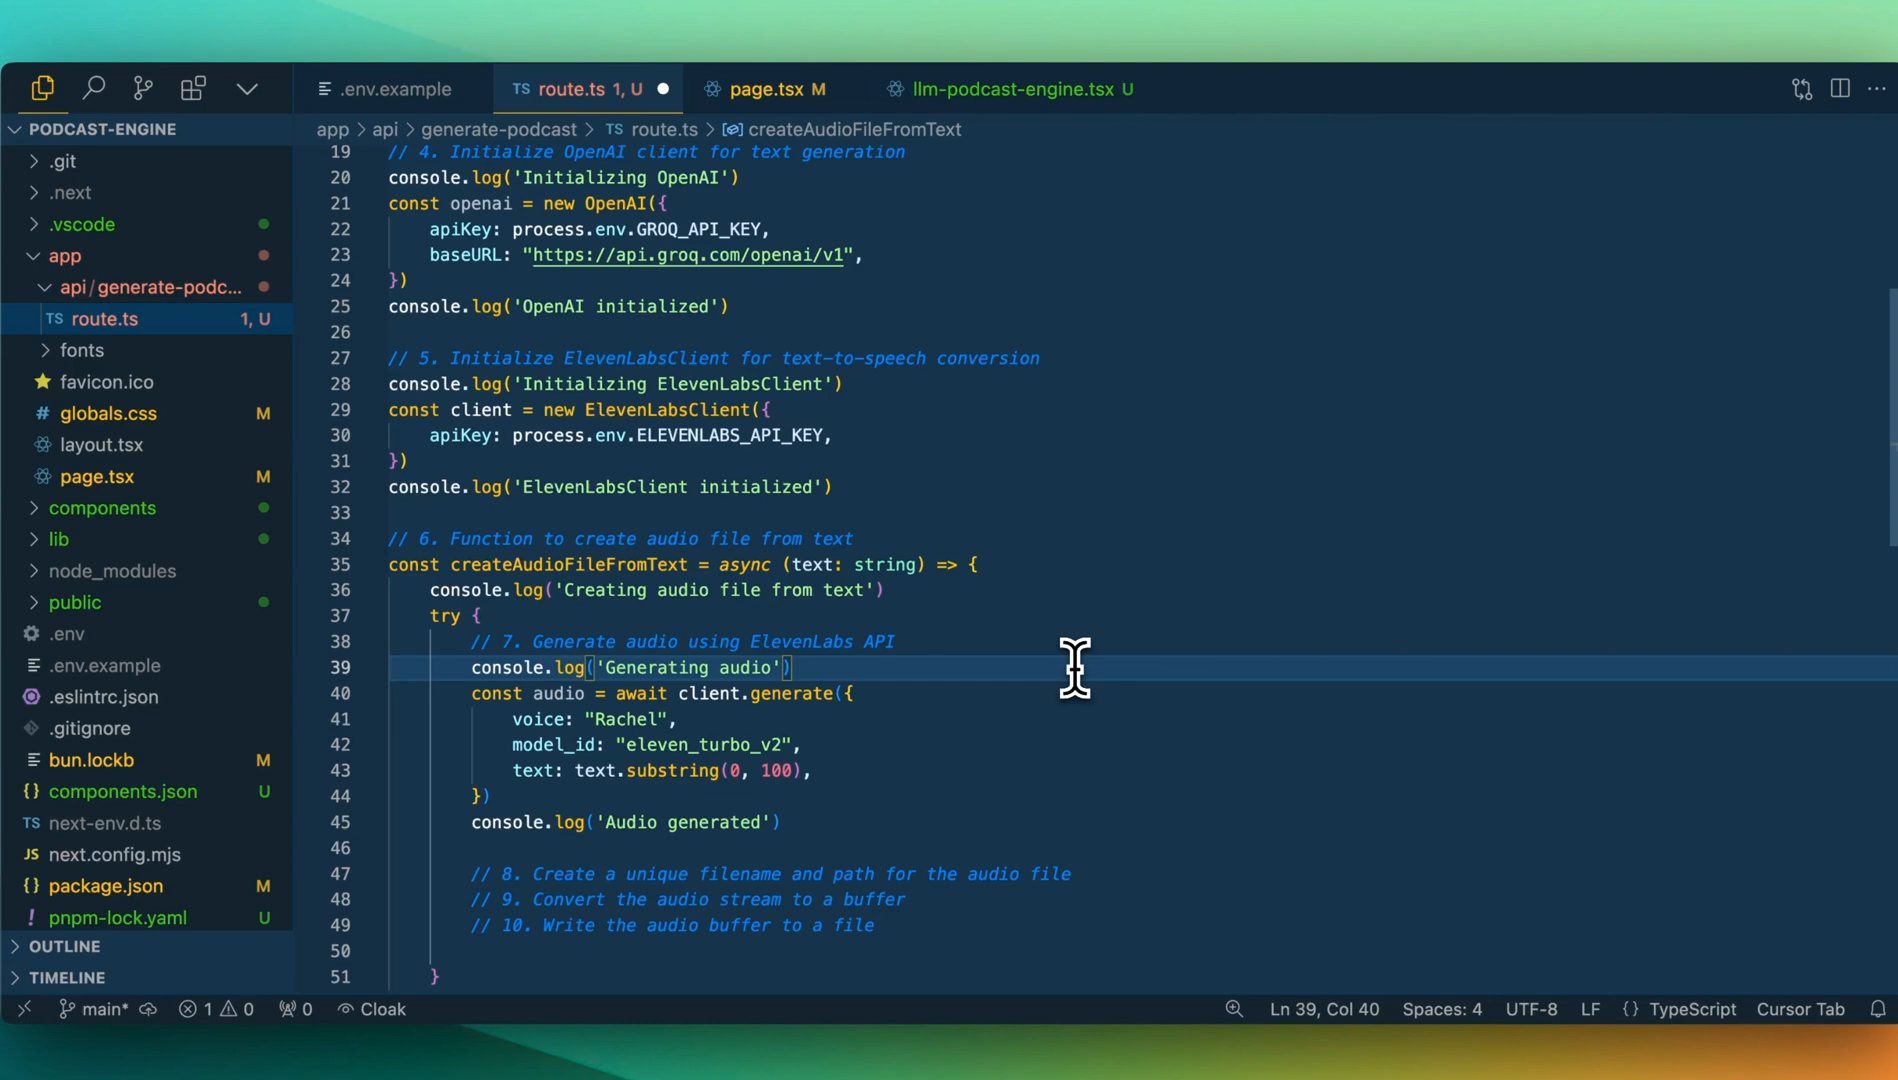 .env.example
TS route.ts 1, U
page.tsx M
llm-podcast-engine.tsx U
PODCAST-ENGINE
.git
.next
.vscode
app
api/generate-podc...
TS route.ts 1, U
fonts
favicon.ico
# globals.css M
layout.tsx
page.tsx M
components
lib
node_modules
public
.env
.env.example
.eslintrc.json
.gitignore
bun.lockb M
{} components.json U
TS next-env.d.ts
JS next.config.mjs
{} package.json M
! pnpm-lock.yaml U
OUTLINE
TIMELINE
app > api > generate-podcast > TS route.ts > createAudioFileFromText
19 // 4. Initialize OpenAI client for text generation
20 console.log('Initializing OpenAI')
21 const openai = new OpenAI({
22 apiKey: process.env.GROQ_API_KEY,
23 baseURL: "https://api.groq.com/openai/v1",
24 })
25 console.log('OpenAI initialized')
26
27 // 5. Initialize ElevenLabsClient for text-to-speech conversion
28 console.log('Initializing ElevenLabsClient')
29 const client = new ElevenLabsClient({
30 apiKey: process.env.ELEVENLABS_API_KEY,
31 })
32 console.log('ElevenLabsClient initialized')
33
34 // 6. Function to create audio file from text
35 const createAudioFileFromText = async (text: string) => {
36 console.log('Creating audio file from text')
37 try {
38 // 7. Generate audio using ElevenLabs API
39 console.log('Generating audio')
40 const audio = await client.generate({
41 voice: "Rachel",
42 model_id: "eleven_turbo_v2",
43 text: text.substring(0, 100),
44 })
45 console.log('Audio generated')
46
47 // 8. Create a unique filename and path for the audio file
48 // 9. Convert the audio stream to a buffer
49 // 10. Write the audio buffer to a file
50
51 }
main* 1 0 0 Cloak Ln 39, Col 40 Spaces: 4 UTF-8 LF {} TypeScript Cursor Tab